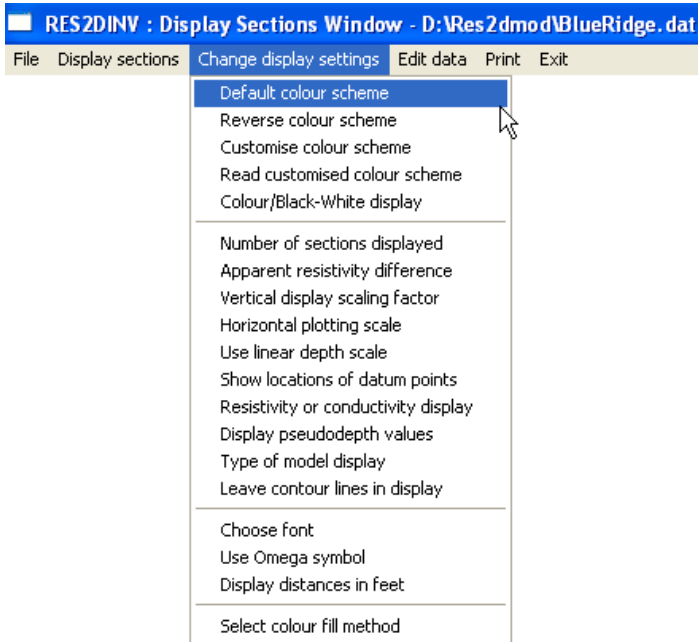 RES2DINV : Display Sections Window - D:\Res2dmod\BlueRidge.dat
File Display sections Change display settings Edit data Print Exit
Default colour scheme
Reverse colour scheme
Customise colour scheme
Read customised colour scheme
Colour/Black-White display
Number of sections displayed
Apparent resistivity difference
Vertical display scaling factor
Horizontal plotting scale
Use linear depth scale
Show locations of datum points
Resistivity or conductivity display
Display pseudodepth values
Type of model display
Leave contour lines in display
Choose font
Use Omega symbol
Display distances in feet
Select colour fill method